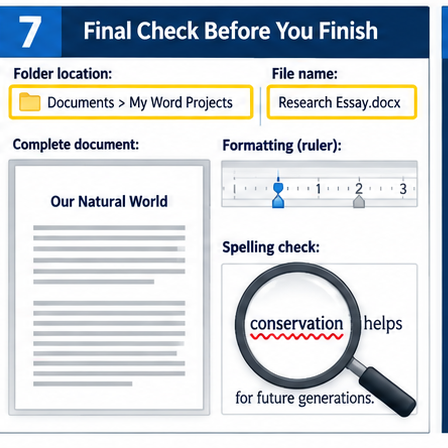 7 Final Check Before You Finish
Folder location:
Documents > My Word Projects
File name:
Research Essay.docx
Complete document:
Our Natural World
Formatting (ruler):
1 2 3
Spelling check:
conservation helps
for future generations.